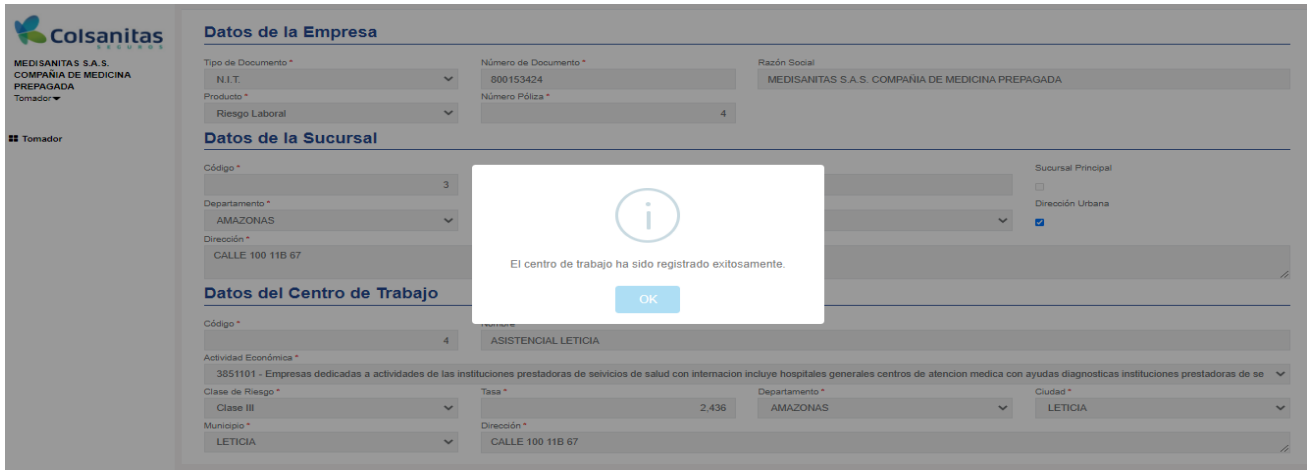 Colsanitas
SEGUROS
MEDISANITAS S.A.S.
COMPAÑIA DE MEDICINA
PREPAGADA
Tomador
Tomador
Datos de la Empresa
Tipo de Documento *
Número de Documento *
Razón Social
N.I.T.
800153424
MEDISANITAS S.A.S. COMPAÑIA DE MEDICINA PREPAGADA
Producto *
Número Póliza *
Riesgo Laboral
4
Datos de la Sucursal
Código *
Sucursal Principal
3
Departamento *
Dirección Urbana
AMAZONAS
Dirección *
CALLE 100 11B 67
El centro de trabajo ha sido registrado exitosamente.
OK
Datos del Centro de Trabajo
Código *
Nombre
4
ASISTENCIAL LETICIA
Actividad Económica *
3851101 - Empresas dedicadas a actividades de las instituciones prestadoras de seivicios de salud con internacion incluye hospitales generales centros de atencion medica con ayudas diagnosticas instituciones prestadoras de se
Clase de Riesgo *
Tasa *
Departamento *
Ciudad *
Clase III
2,436
AMAZONAS
LETICIA
Municipio *
Dirección *
LETICIA
CALLE 100 11B 67